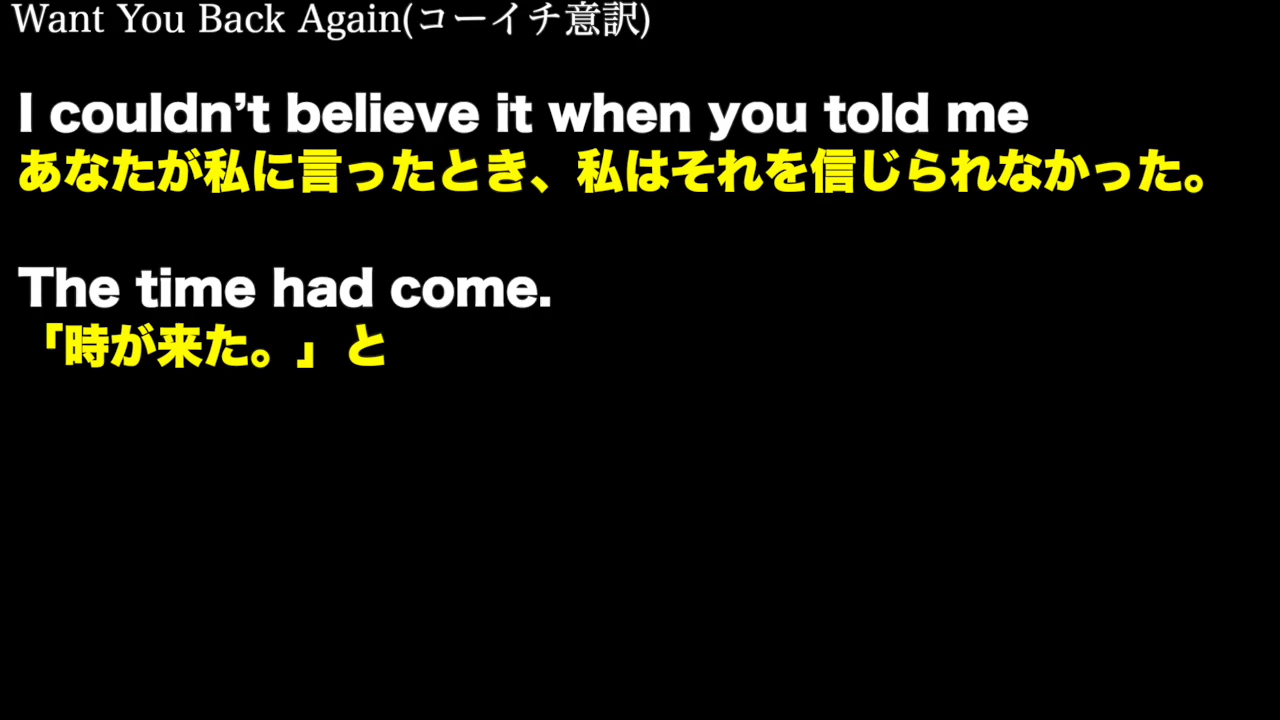 Want You Back Again(コーイチ意訳)
I couldn’t believe it when you told me
あなたが私に言ったとき、私はそれを信じられなかった。
The time had come.
「時が来た。」と